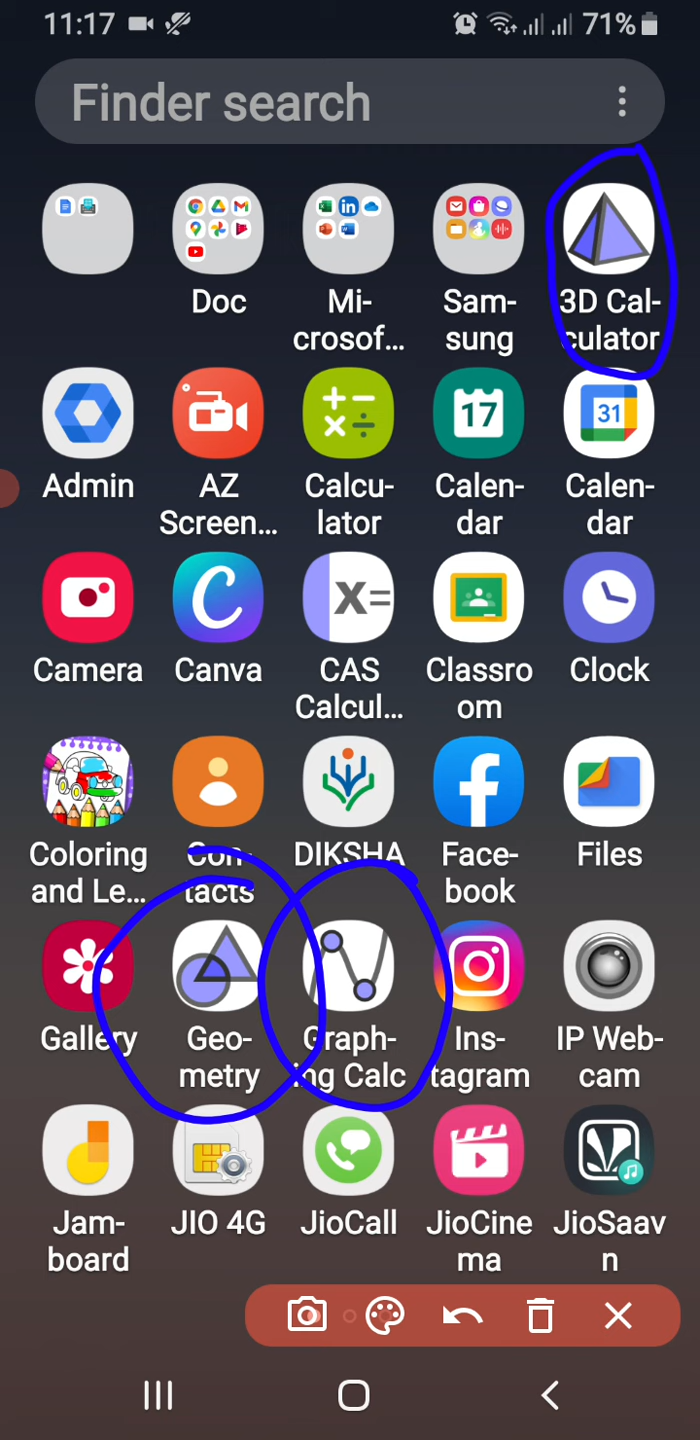 11:17 71%
Finder search
Doc Mi- Sam- 3D Cal-
crosof... sung culator
17 31
Admin AZ Calcu- Calen- Calen-
Screen... lator dar dar
X=
Camera Canva CAS Classro Clock
Calcul... om
Coloring Con- DIKSHA Face- Files
and Le... tacts book
Gallery Geo- Graph- Ins- IP Web-
metry ing Calc tagram cam
Jam- JIO 4G JioCall JioCine JioSaav
board ma n